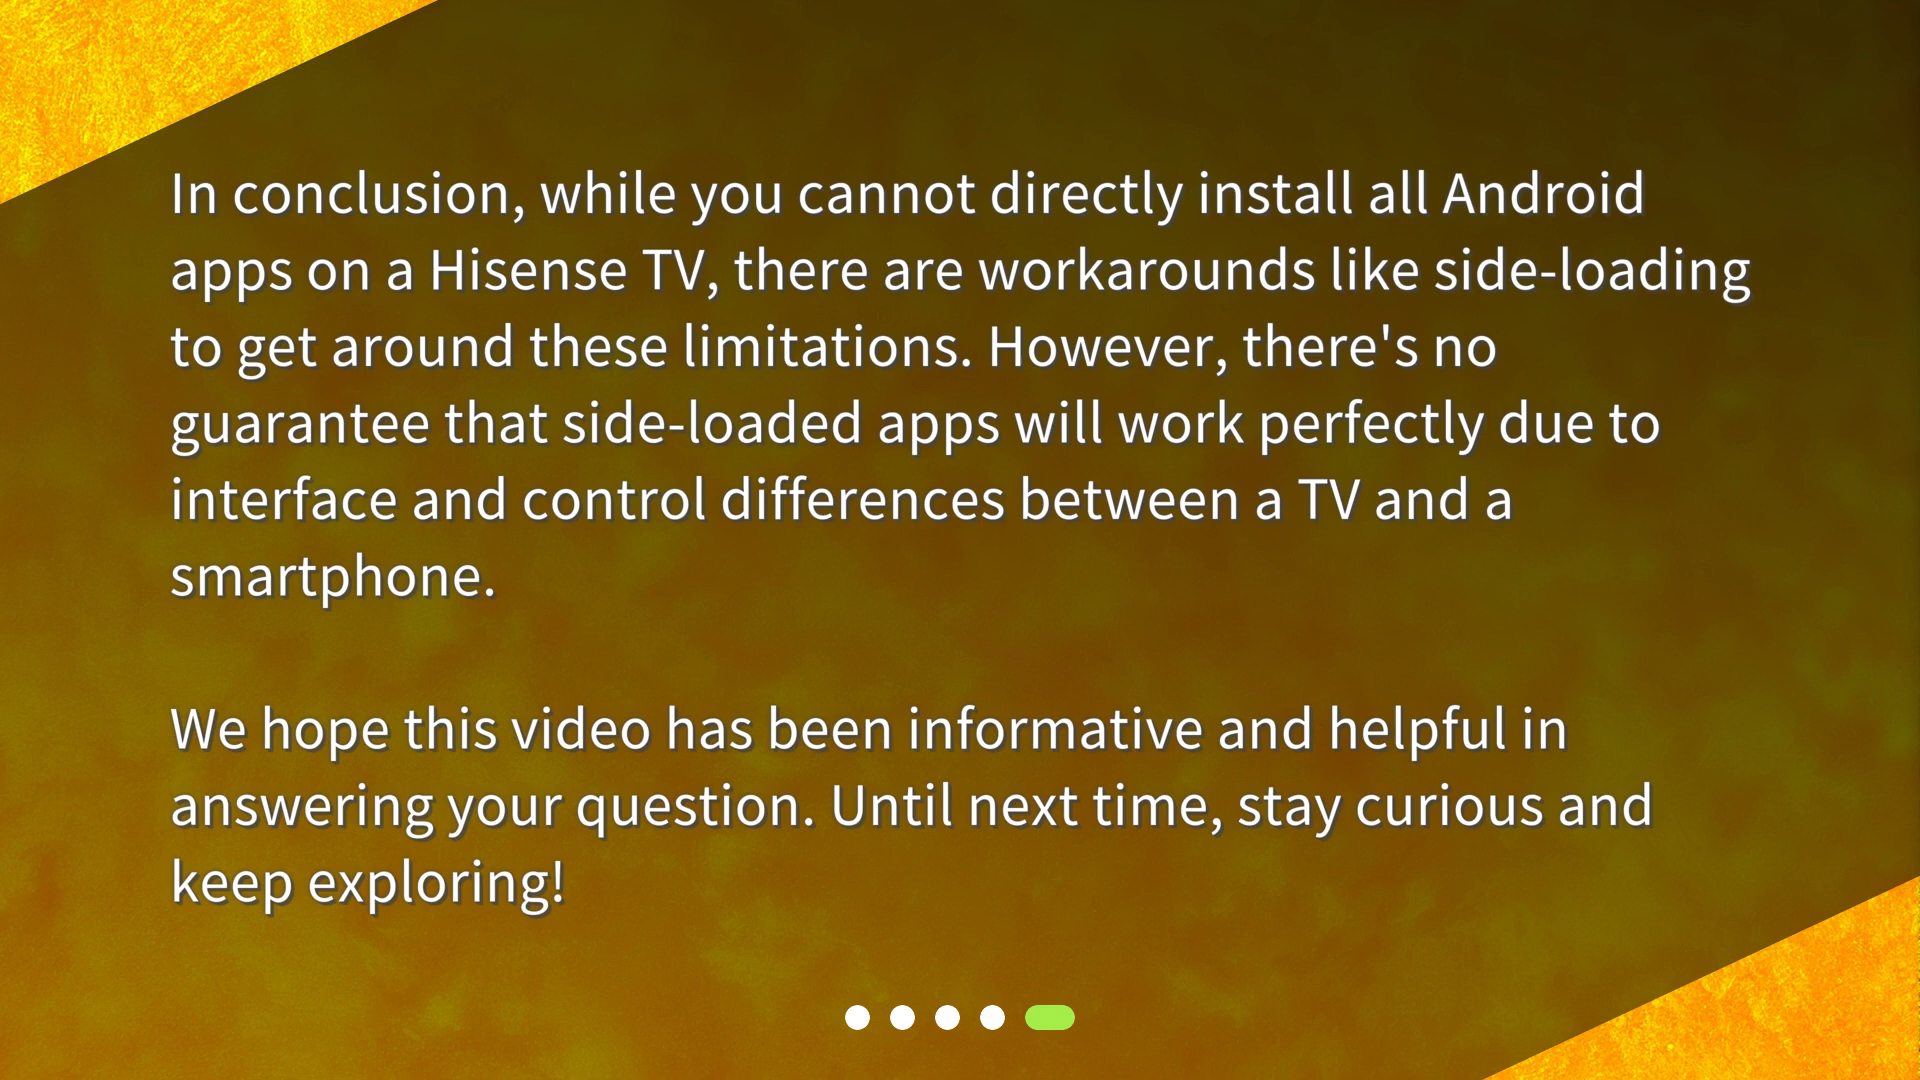 In conclusion, while you cannot directly install all Android
apps on a Hisense TV, there are workarounds like side-loading
to get around these limitations. However, there's no
guarantee that side-loaded apps will work perfectly due to
interface and control differences between a TV and a
smartphone.
We hope this video has been informative and helpful in
answering your question. Until next time, stay curious and
keep exploring!